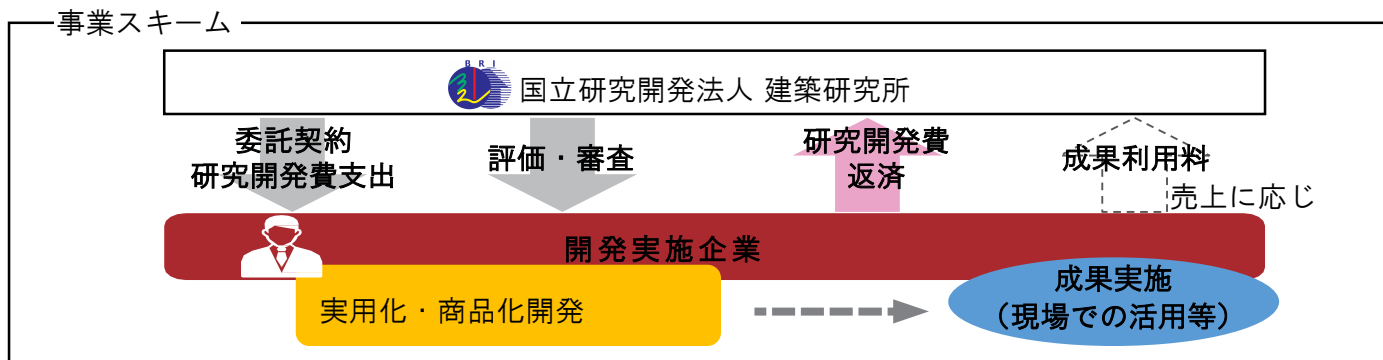 事業スキーム
BRI
国立研究開発法人 建築研究所
委託契約
研究開発費支出
評価・審査
研究開発費
返済
成果利用料
売上に応じ
開発実施企業
実用化・商品化開発
成果実施
（現場での活用等）